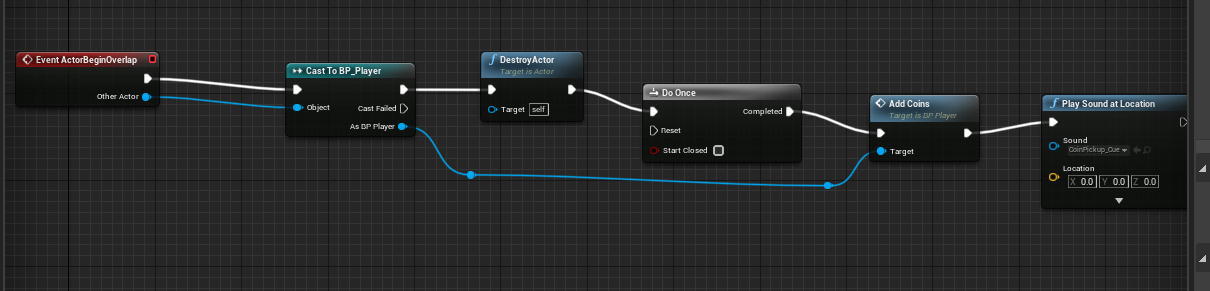 Event ActorBeginOverlap
Other Actor
Cast To BP_Player
Object
Cast Failed
As BP Player
f DestroyActor
Target is Actor
Target self
Do Once
Completed
Reset
Start Closed
Add Coins
Target is BP Player
Target
f Play Sound at Location
Sound
CoinPickup_Cue
Location
X 0.0 Y 0.0 Z 0.0